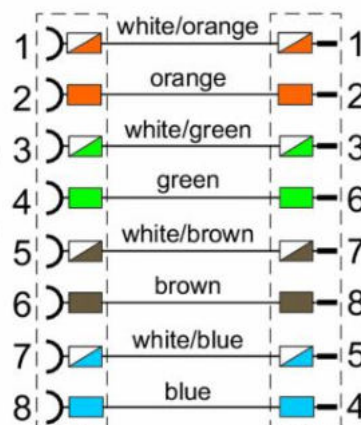 1 white/orange 1
2 orange 2
3 white/green 3
4 green 6
5 white/brown 7
6 brown 8
7 white/blue 5
8 blue 4